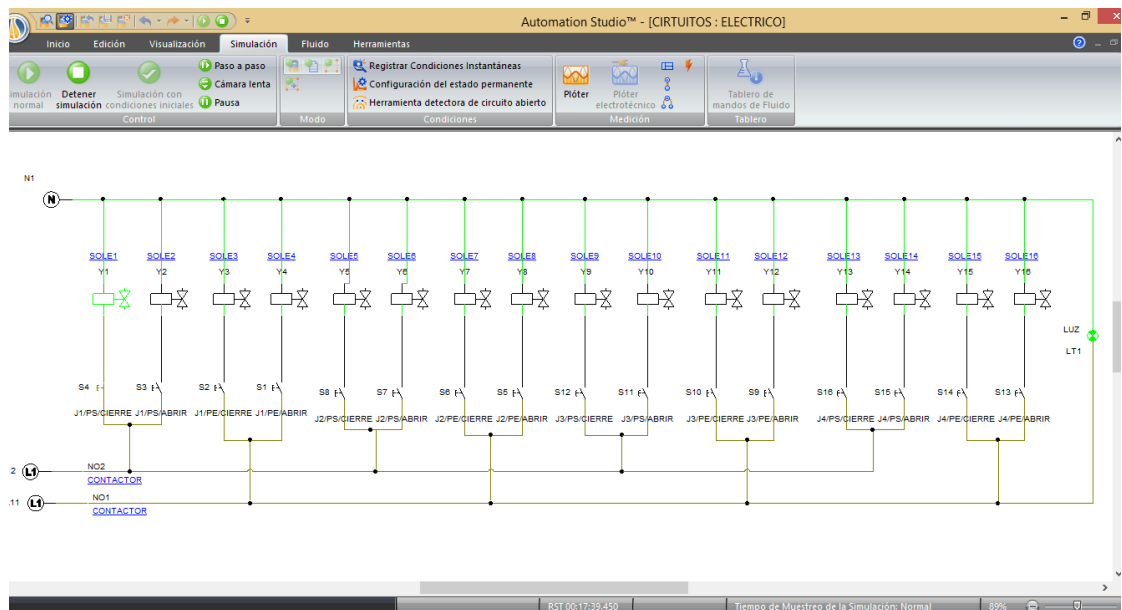 Automation Studio™ - [CIRTUITOS : ELECTRICO]
Inicio Edición Visualización Simulación Fluido Herramientas
Paso a paso
Registrar Condiciones Instantáneas
Cámara lenta
Configuración del estado permanente
normal Detener simulación Simulación con condiciones iniciales Pausa
Herramienta detectora de circuito abierto
Plóter Plóter electrotécnico Tablero de mandos de Fluido
Control Modo Condiciones Medición Tablero
N1
N
SOLE1 SOLE2 SOLE3 SOLE4 SOLE5 SOLE6 SOLE7 SOLE8 SOLE9 SOLE10 SOLE11 SOLE12 SOLE13 SOLE14 SOLE15 SOLE16
Y1 Y2 Y3 Y4 Y5 Y6 Y7 Y8 Y9 Y10 Y11 Y12 Y13 Y14 Y15 Y16
LUZ
LT1
S4 S3 S2 S1 S8 S7 S6 S5 S12 S11 S10 S9 S16 S15 S14 S13
J1/PS/CIERRE J1/PS/ABRIR J1/PE/CIERRE J1/PE/ABRIR J2/PS/CIERRE J2/PS/ABRIR J2/PE/CIERRE J2/PE/ABRIR J3/PS/CIERRE J3/PS/ABRIR J3/PE/CIERRE J3/PE/ABRIR J4/PS/CIERRE J4/PS/ABRIR J4/PE/CIERRE J4/PE/ABRIR
2 L1 NO2
CONTACTOR
.11 L1 NO1
CONTACTOR
RST 00:17:39.450 Tiempo de Muestreo de la Simulación: Normal 89%